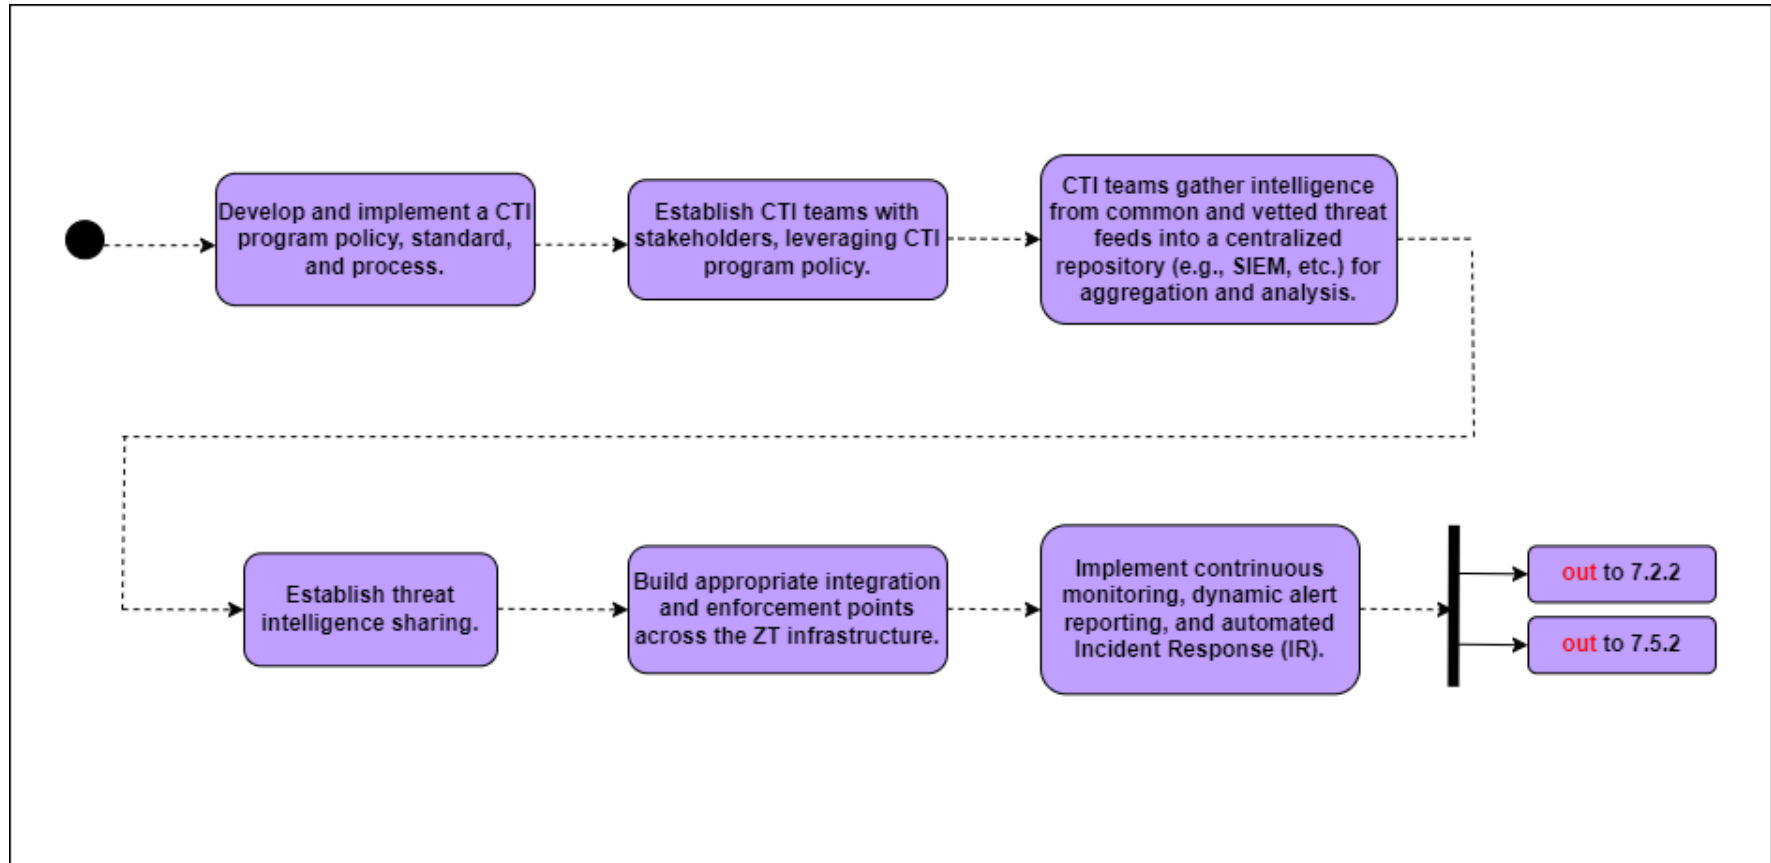 Develop and implement a CTI
program policy, standard,
and process.
Establish CTI teams with
stakeholders, leveraging CTI
program policy.
CTI teams gather intelligence
from common and vetted threat
feeds into a centralized
repository (e.g., SIEM, etc.) for
aggregation and analysis.
Establish threat
intelligence sharing.
Build appropriate integration
and enforcement points
across the ZT infrastructure.
Implement contrinuous
monitoring, dynamic alert
reporting, and automated
Incident Response (IR).
out to 7.2.2
out to 7.5.2